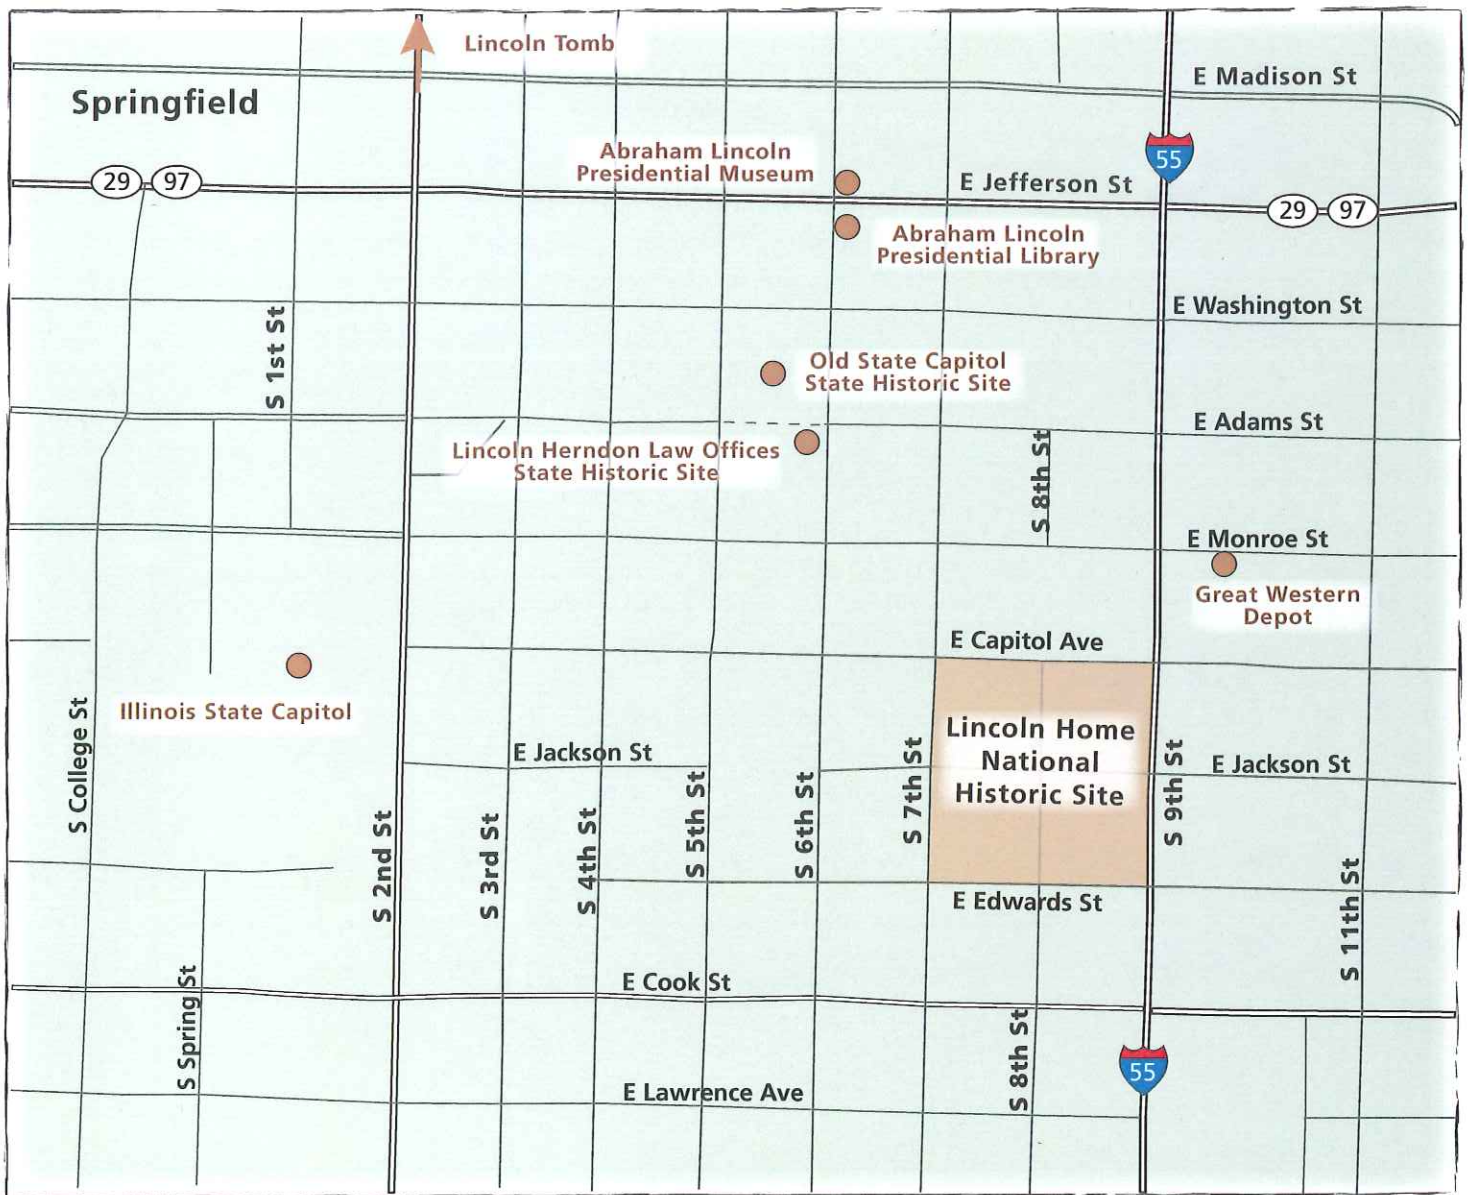 Lincoln Tomb
E Madison St
Springfield
55
Abraham Lincoln
Presidential Museum
29
97
E Jefferson St
29
97
Abraham Lincoln
Presidential Library
E Washington St
S 1st St
Old State Capitol
State Historic Site
E Adams St
Lincoln Herndon Law Offices
State Historic Site
S 8th St
E Monroe St
Great Western
Depot
E Capitol Ave
Illinois State Capitol
S College St
E Jackson St
Lincoln Home
National
Historic Site
E Jackson St
S 2nd St
S 3rd St
S 4th St
S 5th St
S 6th St
S 7th St
S 9th St
S 11th St
E Edwards St
E Cook St
S Spring St
S 8th St
55
E Lawrence Ave